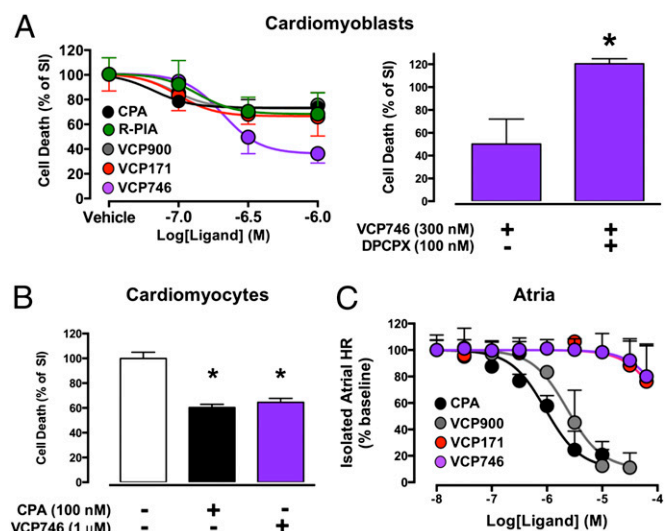 A
Cardiomyoblasts
Cell Death (% of SI)
120
100
80
60
40
20
0
CPA
R-PIA
VCP900
VCP171
VCP746
Vehicle -7.0 -6.5 -6.0
Log[Ligand] (M)
*
Cell Death (% of SI)
120
100
80
60
40
20
0
VCP746 (300 nM) + +
DPCPX (100 nM) - +
B
Cardiomyocytes
Cell Death (% of SI)
120
100
80
60
40
20
0
* *
CPA (100 nM) - + -
VCP746 (1 μM) - - +
C
Atria
Isolated Atrial HR
(% baseline)
120
100
80
60
40
20
0
CPA
VCP900
VCP171
VCP746
-8 -7 -6 -5 -4
Log[Ligand] (M)